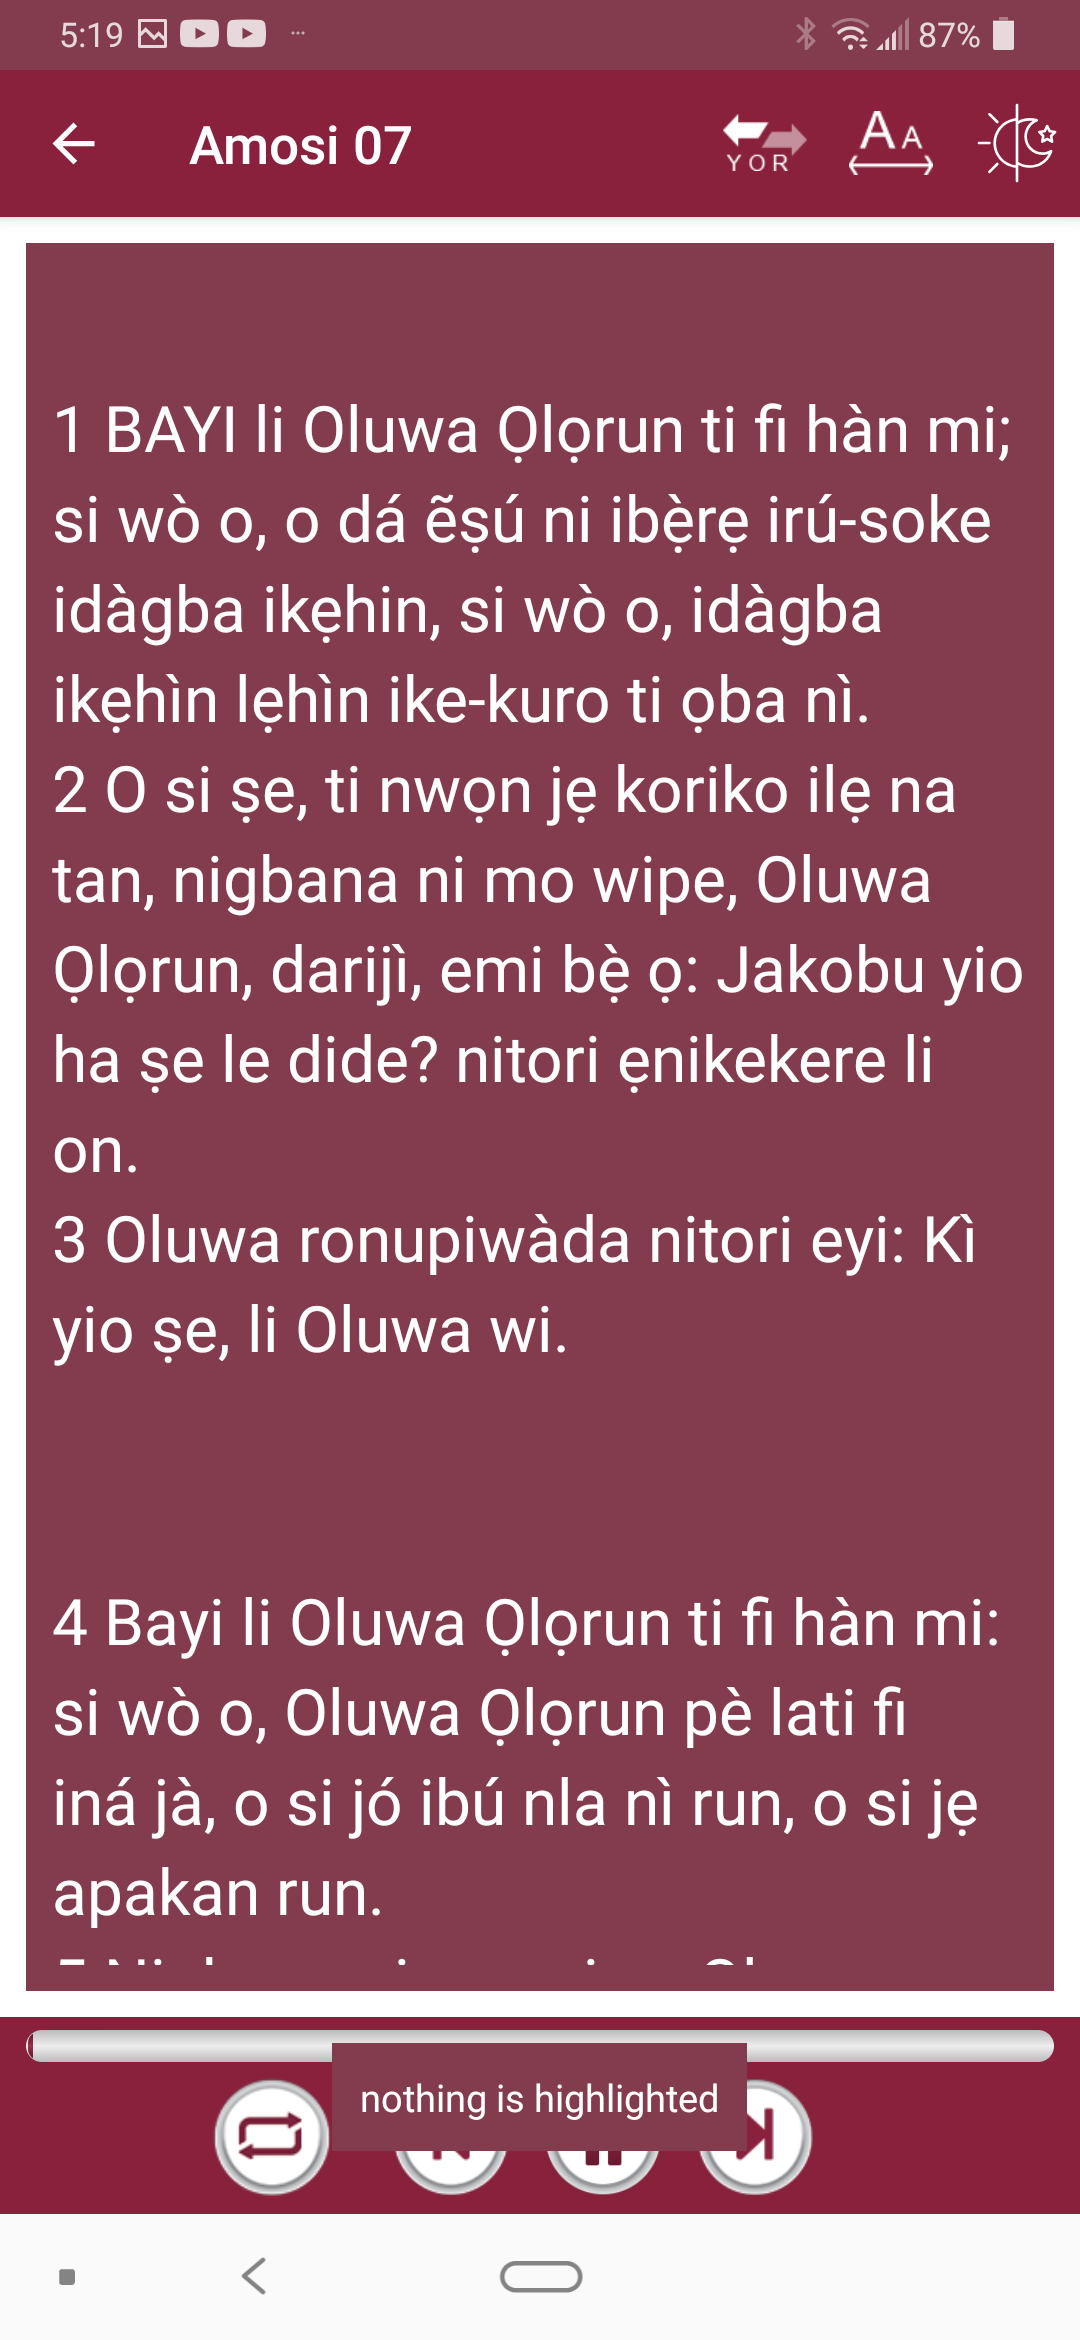 5:19
87%
Amosi 07
YOR
AA
1 BAYI li Oluwa Ọlọrun ti fi hàn mi;
si wò o, o dá ẽṣú ni ibẹ̀rẹ irú-soke
idàgba ikẹhin, si wò o, idàgba
ikẹhìn lẹhìn ike-kuro ti ọba nì.
2 O si ṣe, ti nwọn jẹ koriko ilẹ na
tan, nigbana ni mo wipe, Oluwa
Ọlọrun, darijì, emi bẹ̀ ọ: Jakobu yio
ha ṣe le dide? nitori ẹnikekere li
on.
3 Oluwa ronupiwàda nitori eyi: Kì
yio ṣe, li Oluwa wi.
4 Bayi li Oluwa Ọlọrun ti fi hàn mi:
si wò o, Oluwa Ọlọrun pè lati fi
iná jà, o si jó ibú nla nì run, o si jẹ
apakan run.
nothing is highlighted